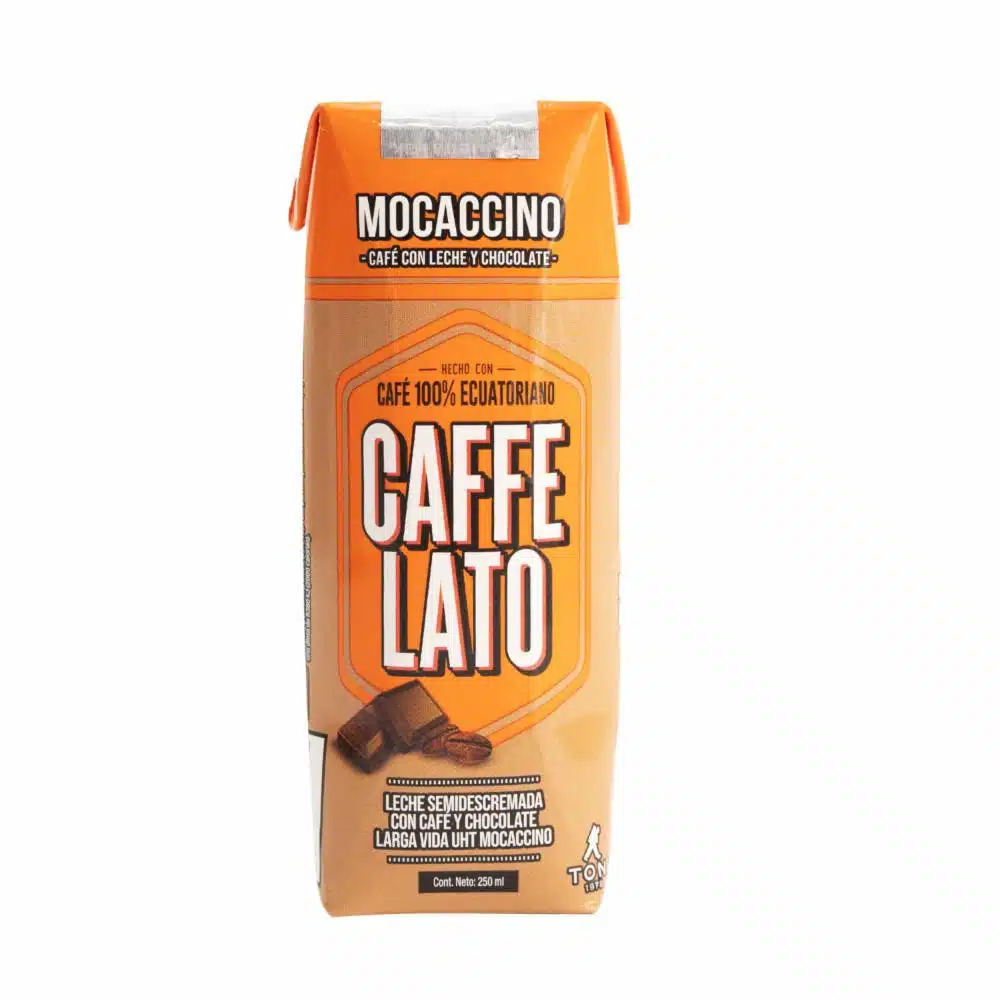 MOCACCINO
-CAFÉ CON LECHE Y CHOCOLATE-
HECHO CON
CAFÉ 100% ECUATORIANO
CAFFE
LATO
LECHE SEMIDESCREMADA
CON CAFÉ Y CHOCOLATE
LARGA VIDA UHT MOCACCINO
Cont. Neto: 250 ml
TON